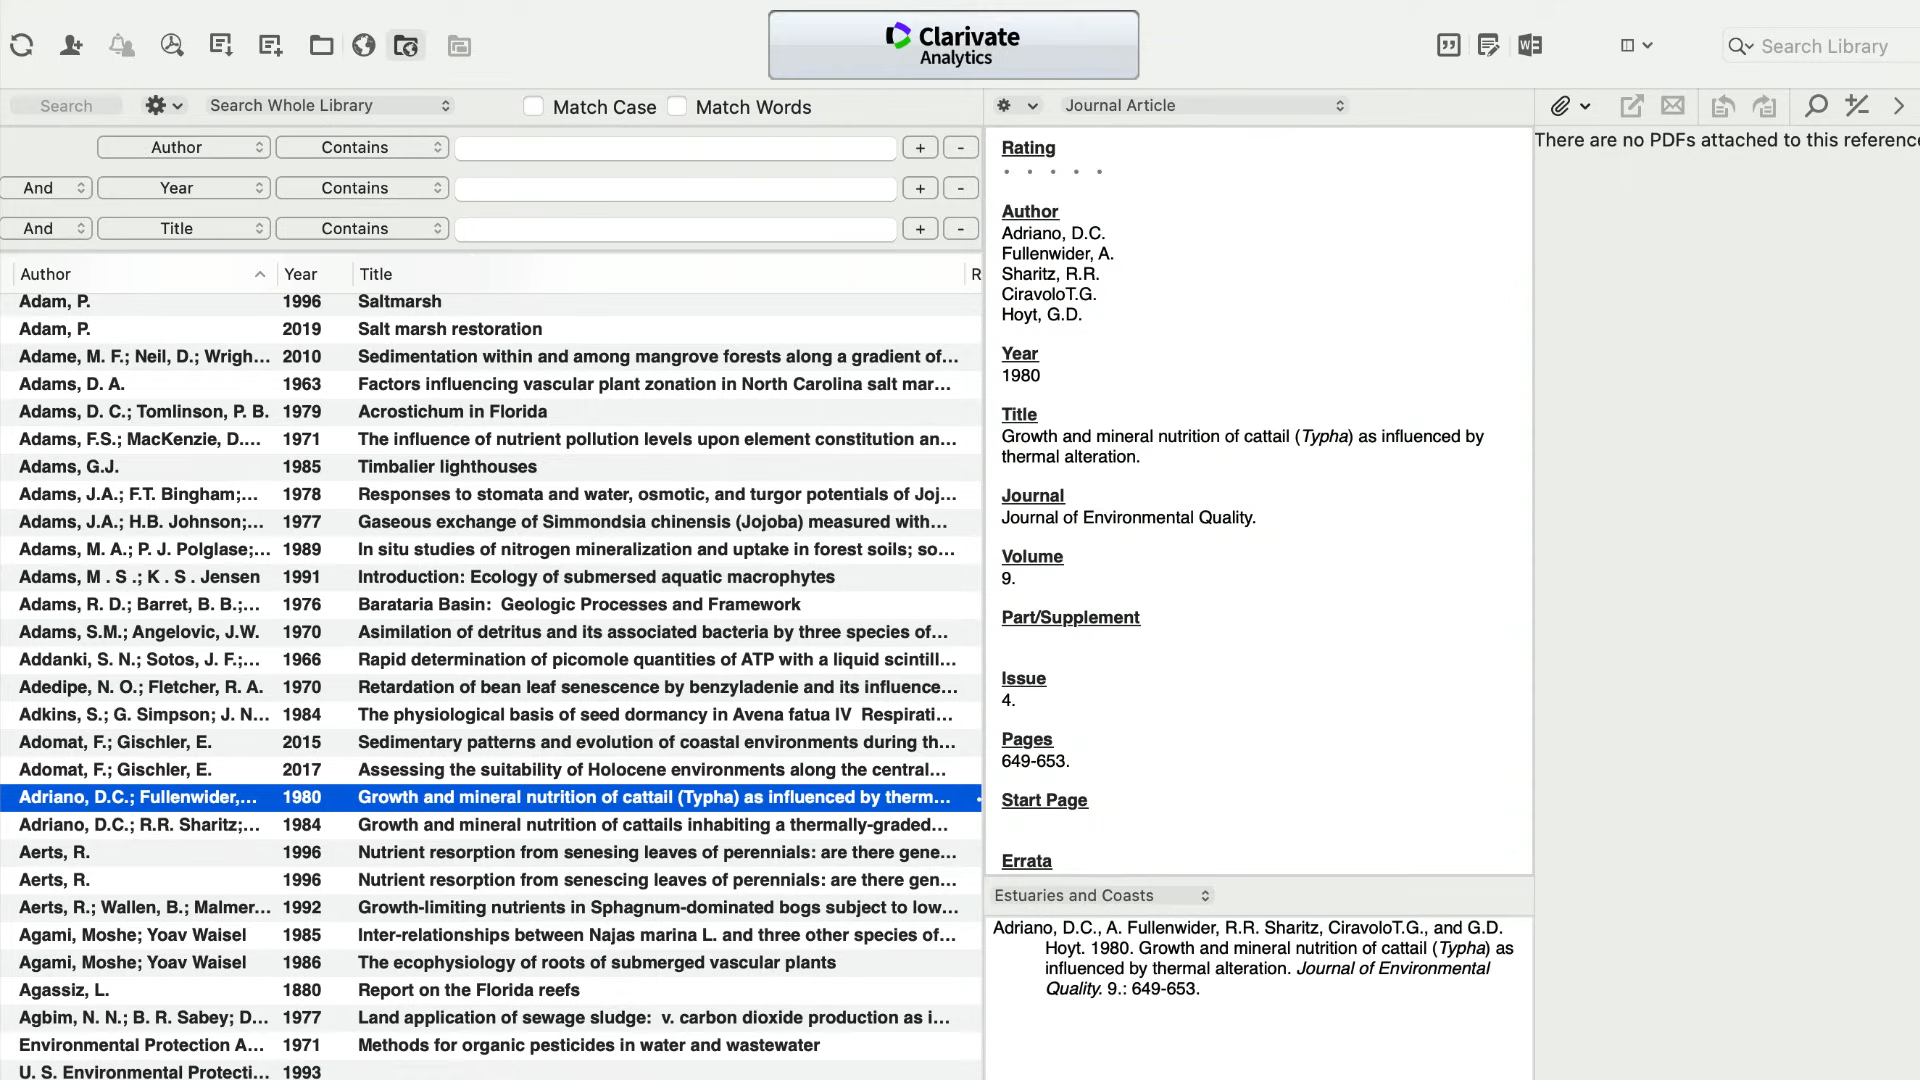 Clarivate
Analytics
Search Library
Search
Search Whole Library
Match Case
Match Words
Journal Article
Author Contains + -
And Year Contains + -
And Title Contains + -
Author Year Title R
Adam, P. 1996 Saltmarsh
Adam, P. 2019 Salt marsh restoration
Adame, M. F.; Neil, D.; Wrigh... 2010 Sedimentation within and among mangrove forests along a gradient of...
Adams, D. A. 1963 Factors influencing vascular plant zonation in North Carolina salt mar...
Adams, D. C.; Tomlinson, P. B. 1979 Acrostichum in Florida
Adams, F.S.; MacKenzie, D.... 1971 The influence of nutrient pollution levels upon element constitution an...
Adams, G.J. 1985 Timbalier lighthouses
Adams, J.A.; F.T. Bingham;... 1978 Responses to stomata and water, osmotic, and turgor potentials of Joj...
Adams, J.A.; H.B. Johnson;... 1977 Gaseous exchange of Simmondsia chinensis (Jojoba) measured with...
Adams, M. A.; P. J. Polglase;... 1989 In situ studies of nitrogen mineralization and uptake in forest soils; so...
Adams, M . S .; K . S . Jensen 1991 Introduction: Ecology of submersed aquatic macrophytes
Adams, R. D.; Barret, B. B.;... 1976 Barataria Basin:  Geologic Processes and Framework
Adams, S.M.; Angelovic, J.W. 1970 Asimilation of detritus and its associated bacteria by three species of...
Addanki, S. N.; Sotos, J. F.;... 1966 Rapid determination of picomole quantities of ATP with a liquid scintill...
Adedipe, N. O.; Fletcher, R. A. 1970 Retardation of bean leaf senescence by benzyladenie and its influence...
Adkins, S.; G. Simpson; J. N... 1984 The physiological basis of seed dormancy in Avena fatua IV  Respirati...
Adomat, F.; Gischler, E. 2015 Sedimentary patterns and evolution of coastal environments during th...
Adomat, F.; Gischler, E. 2017 Assessing the suitability of Holocene environments along the central...
Adriano, D.C.; Fullenwider,... 1980 Growth and mineral nutrition of cattail (Typha) as influenced by therm...
Adriano, D.C.; R.R. Sharitz;... 1984 Growth and mineral nutrition of cattails inhabiting a thermally-graded...
Aerts, R. 1996 Nutrient resorption from senesing leaves of perennials: are there gene...
Aerts, R. 1996 Nutrient resorption from senescing leaves of perennials: are there gen...
Aerts, R.; Wallen, B.; Malmer... 1992 Growth-limiting nutrients in Sphagnum-dominated bogs subject to low...
Agami, Moshe; Yoav Waisel 1985 Inter-relationships between Najas marina L. and three other species of...
Agami, Moshe; Yoav Waisel 1986 The ecophysiology of roots of submerged vascular plants
Agassiz, L. 1880 Report on the Florida reefs
Agbim, N. N.; B. R. Sabey; D... 1977 Land application of sewage sludge:  v. carbon dioxide production as i...
Environmental Protection A... 1971 Methods for organic pesticides in water and wastewater
U. S. Environmental Protecti... 1993
Rating
Author
Adriano, D.C.
Fullenwider, A.
Sharitz, R.R.
CiravoloT.G.
Hoyt, G.D.
Year
1980
Title
Growth and mineral nutrition of cattail (Typha) as influenced by
thermal alteration.
Journal
Journal of Environmental Quality.
Volume
9.
Part/Supplement
Issue
4.
Pages
649-653.
Start Page
Errata
Estuaries and Coasts
Adriano, D.C., A. Fullenwider, R.R. Sharitz, CiravoloT.G., and G.D.
Hoyt. 1980. Growth and mineral nutrition of cattail (Typha) as
influenced by thermal alteration. Journal of Environmental
Quality. 9.: 649-653.
There are no PDFs attached to this reference